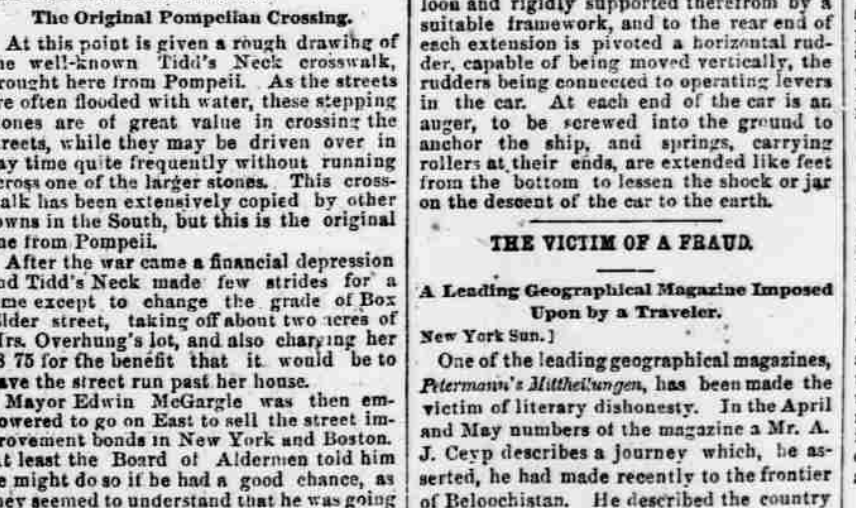 The Original Pompeiian Crossing.
At this point is given a rough drawing of
he well-known Tidd's Neck crosswalk,
rought here from Pompeii. As the streets
re often flooded with water, these stepping
ones are of great value in crossing the
reets, while they may be driven over in
ay time quite frequently without running
cross one of the larger stones. This cross-
alk has been extensively copied by other
owns in the South, but this is the original
ne from Pompeii.
After the war came a financial depression
nd Tidd's Neck made few strides for a
me except to change the grade of Box
lder street, taking off about two acres of
rs. Overhung's lot, and also charging her
75 for the benefit that it would be to
ave the street run past her house.
Mayor Edwin McGargle was then em-
owered to go on East to sell the street im-
rovement bonds in New York and Boston.
t least the Board of Aldermen told him
e might do so if be had a good chance, as
hey seemed to understand that he was going
loon and rigidly supported therefrom by a
suitable framework, and to the rear end of
each extension is pivoted a horizontal rud-
der, capable of being moved vertically, the
rudders being connected to operating levers
in the car. At each end of the car is an
auger, to be screwed into the ground to
anchor the ship, and springs, carrying
rollers at their ends, are extended like feet
from the bottom to lessen the shock or jar
on the descent of the car to the earth.
THE VICTIM OF A FRAUD.
A Leading Geographical Magazine Imposed
Upon by a Traveler.
New York Sun.]
One of the leading geographical magazines,
Petermann's Mittheilungen, has been made the
victim of literary dishonesty. In the April
and May numbers of the magazine a Mr. A.
J. Ceyp describes a journey which, he as-
serted, he had made recently to the frontier
of Beloochistan. He described the country